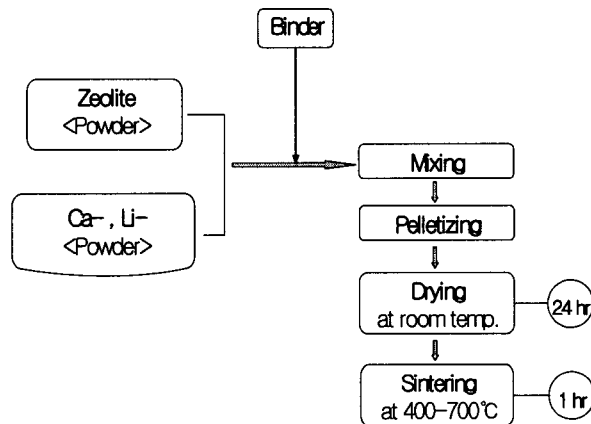 Binder
Zeolite
<Powder>
Ca-, Li-
<Powder>
Mixing
Pelletizing
Drying
at room temp.
24 hr
Sintering
at 400-700℃
1 hr